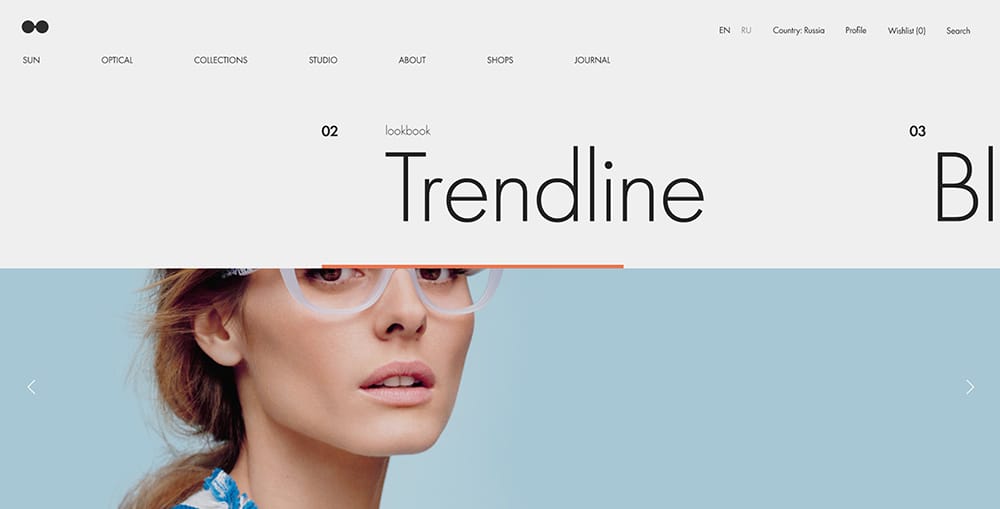 EN RU Country: Russia Profile Wishlist (0) Search
SUN OPTICAL COLLECTIONS STUDIO ABOUT SHOPS JOURNAL
02 lookbook 03
Trendline Bl